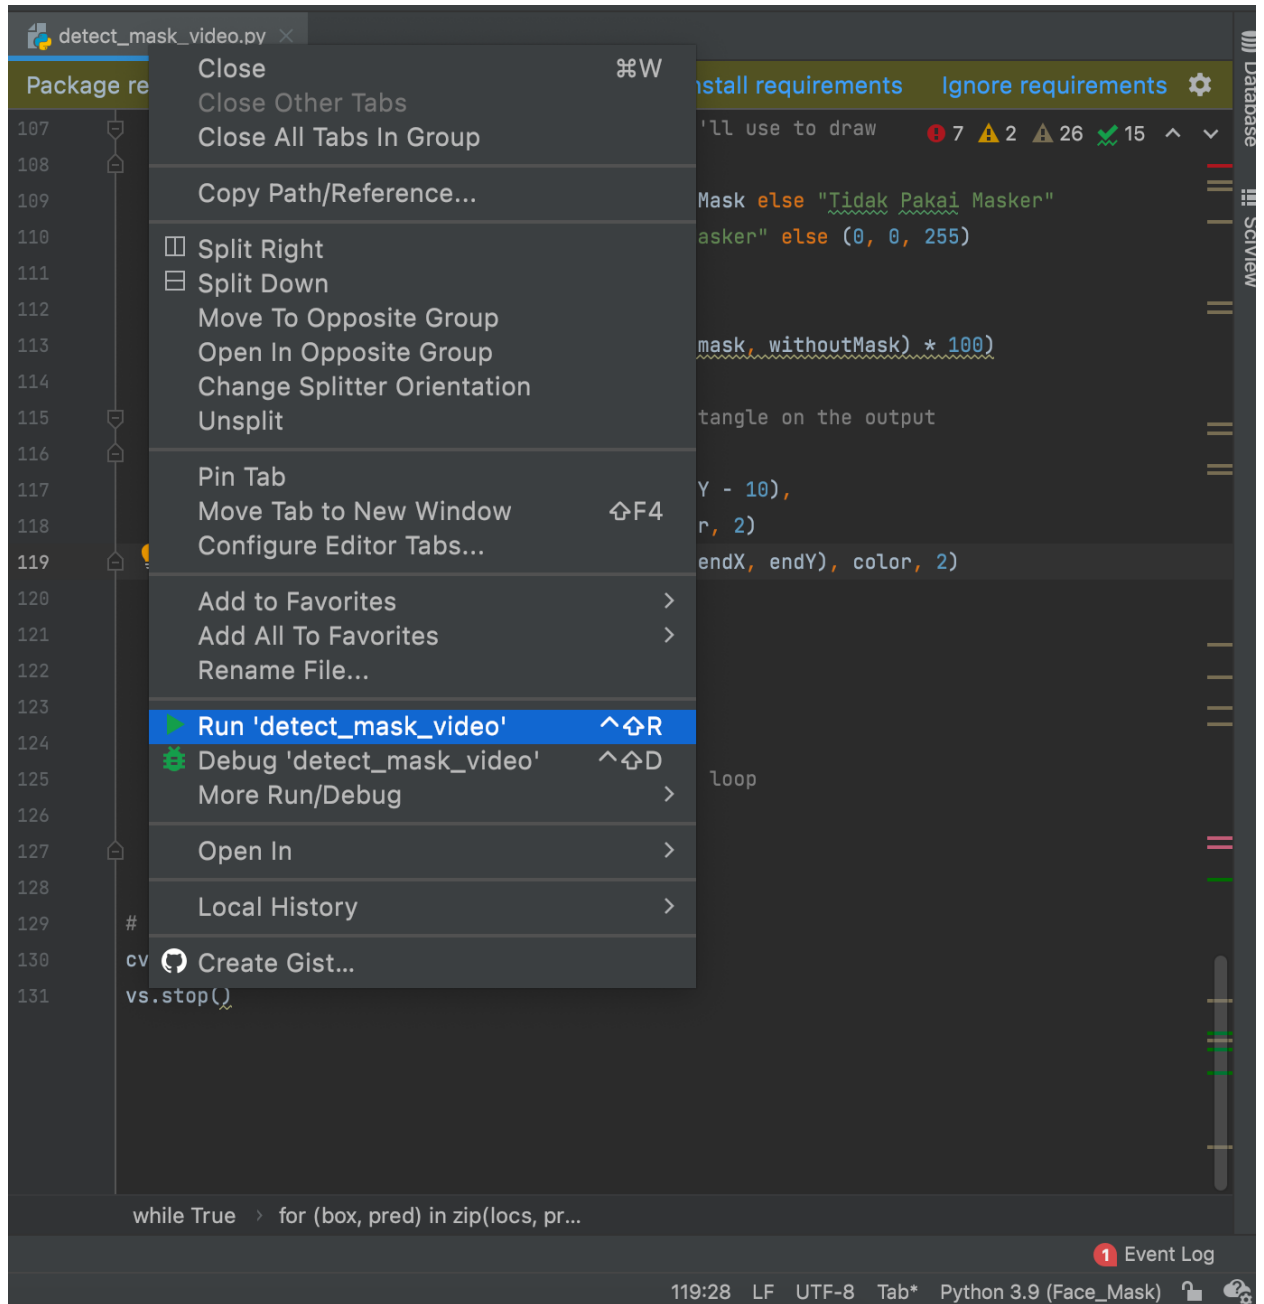 detect_mask_video.py
Package re
nstall requirements Ignore requirements
Close ⌘W
Close Other Tabs
Close All Tabs In Group
Copy Path/Reference...
Split Right
Split Down
Move To Opposite Group
Open In Opposite Group
Change Splitter Orientation
Unsplit
Pin Tab
Move Tab to New Window ⇧F4
Configure Editor Tabs...
Add to Favorites
Add All To Favorites
Rename File...
Run 'detect_mask_video' ^⇧R
Debug 'detect_mask_video' ^⇧D
More Run/Debug
Open In
Local History
Create Gist...
107 'll use to draw 7 2 26 15
108
109 Mask else "Tidak Pakai Masker"
110 asker" else (0, 0, 255)
111
112
113 mask, withoutMask) * 100)
114
115 tangle on the output
116
117 Y - 10),
118 r, 2)
119 endX, endY), color, 2)
120
121
122
123
124
125 loop
126
127
128
129 #
130 cv
131 vs.stop()
Database
SciView
while True › for (box, pred) in zip(locs, pr...
1 Event Log
119:28 LF UTF-8 Tab* Python 3.9 (Face_Mask)